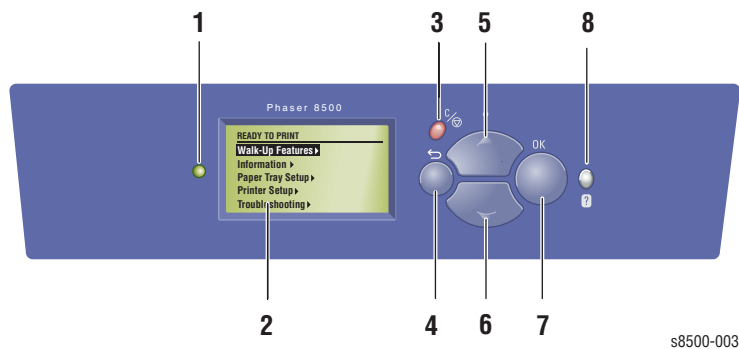 1
3
5
8
Phaser 8500
C/
OK
READY TO PRINT
Walk-Up Features
Information
Paper Tray Setup
Printer Setup
Troubleshooting
?
2
4
6
7
s8500-003